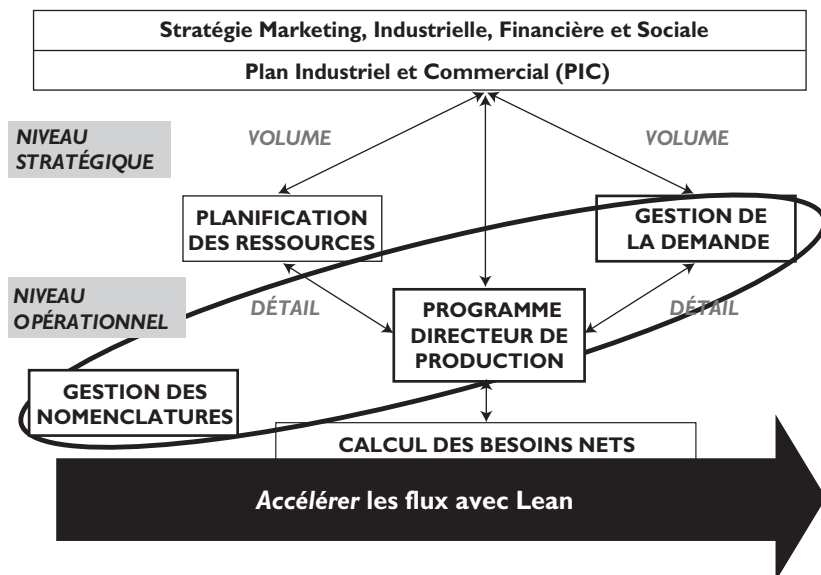 Stratégie Marketing, Industrielle, Financière et Sociale
Plan Industriel et Commercial (PIC)
NIVEAU
STRATÉGIQUE
VOLUME
VOLUME
PLANIFICATION
DES RESSOURCES
GESTION DE
LA DEMANDE
NIVEAU
OPÉRATIONNEL
DÉTAIL
PROGRAMME
DIRECTEUR DE
PRODUCTION
DÉTAIL
GESTION DES
NOMENCLATURES
CALCUL DES BESOINS NETS
Accélérer les flux avec Lean